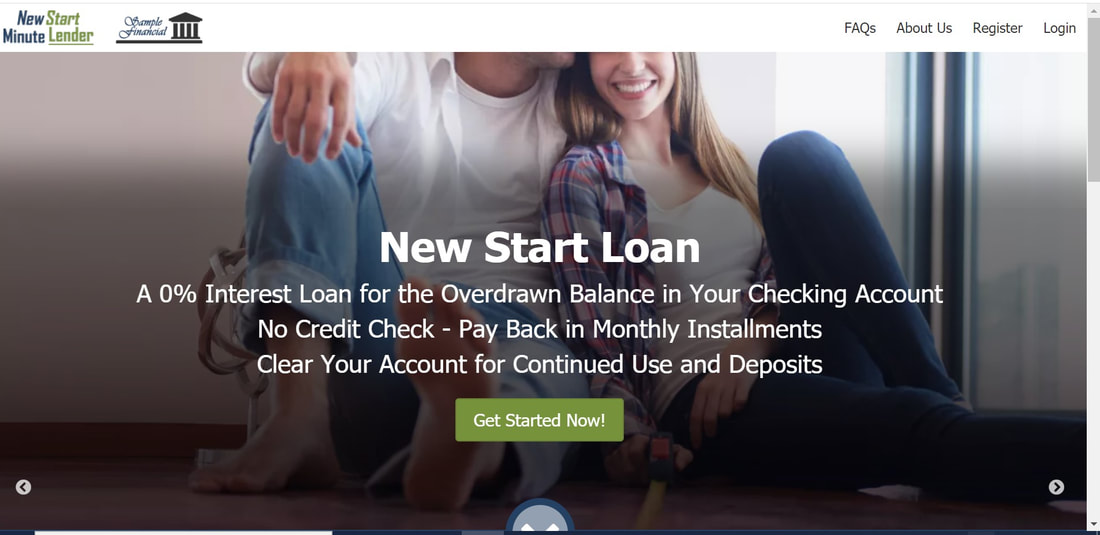 New Start
Minute Lender
Sample
Financial
FAQs
About Us
Register
Login
New Start Loan
A 0% Interest Loan for the Overdrawn Balance in Your Checking Account
No Credit Check - Pay Back in Monthly Installments
Clear Your Account for Continued Use and Deposits
Get Started Now!